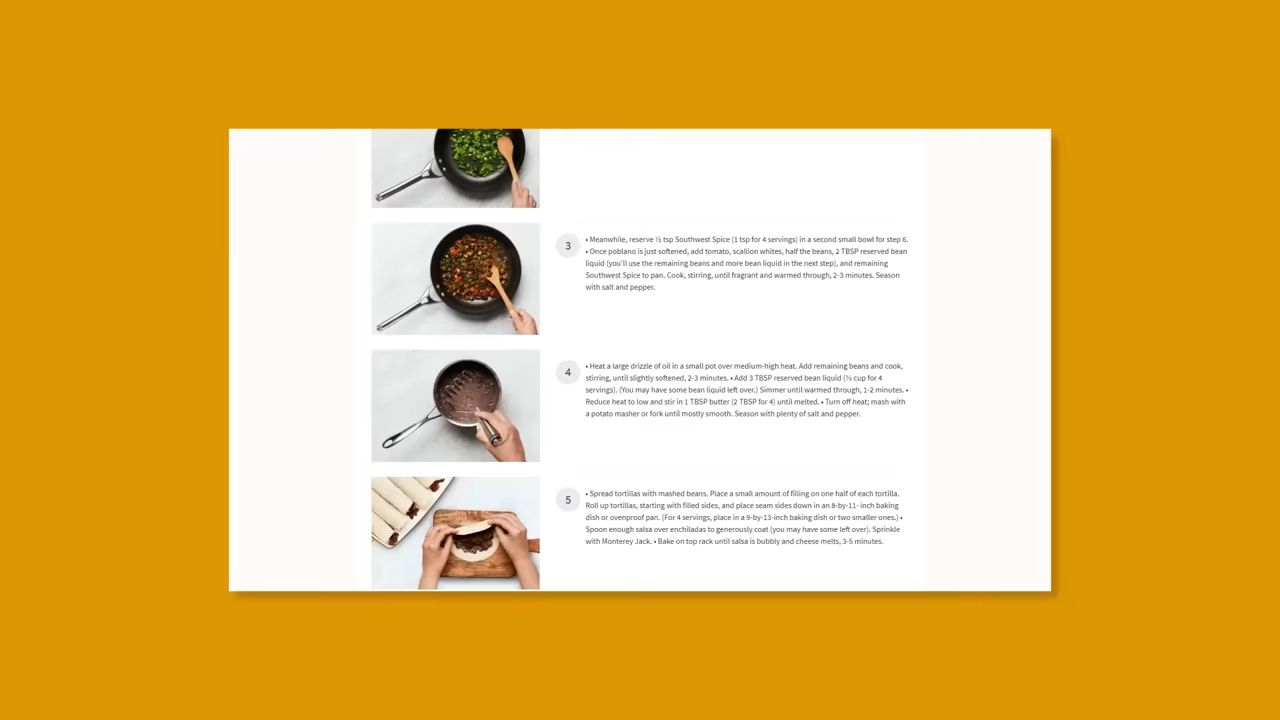 3
• Meanwhile, reserve ½ tsp Southwest Spice (1 tsp for 4 servings) in a second small bowl for step 6.
• Once poblano is just softened, add tomato, scallion whites, half the beans, 2 TBSP reserved bean
liquid (you'll use the remaining beans and more bean liquid in the next step), and remaining
Southwest Spice to pan. Cook, stirring, until fragrant and warmed through, 2-3 minutes. Season
with salt and pepper.
4
• Heat a large drizzle of oil in a small pot over medium-high heat. Add remaining beans and cook,
stirring, until slightly softened, 2-3 minutes. • Add 3 TBSP reserved bean liquid (⅓ cup for 4
servings). (You may have some bean liquid left over.) Simmer until warmed through, 1-2 minutes. •
Reduce heat to low and stir in 1 TBSP butter (2 TBSP for 4) until melted. • Turn off heat; mash with
a potato masher or fork until mostly smooth. Season with plenty of salt and pepper.
5
• Spread tortillas with mashed beans. Place a small amount of filling on one half of each tortilla.
Roll up tortillas, starting with filled sides, and place seam sides down in an 8-by-11- inch baking
dish or ovenproof pan. (For 4 servings, place in a 9-by-13-inch baking dish or two smaller ones.) •
Spoon enough salsa over enchiladas to generously coat (you may have some left over). Sprinkle
with Monterey Jack. • Bake on top rack until salsa is bubbly and cheese melts, 3-5 minutes.